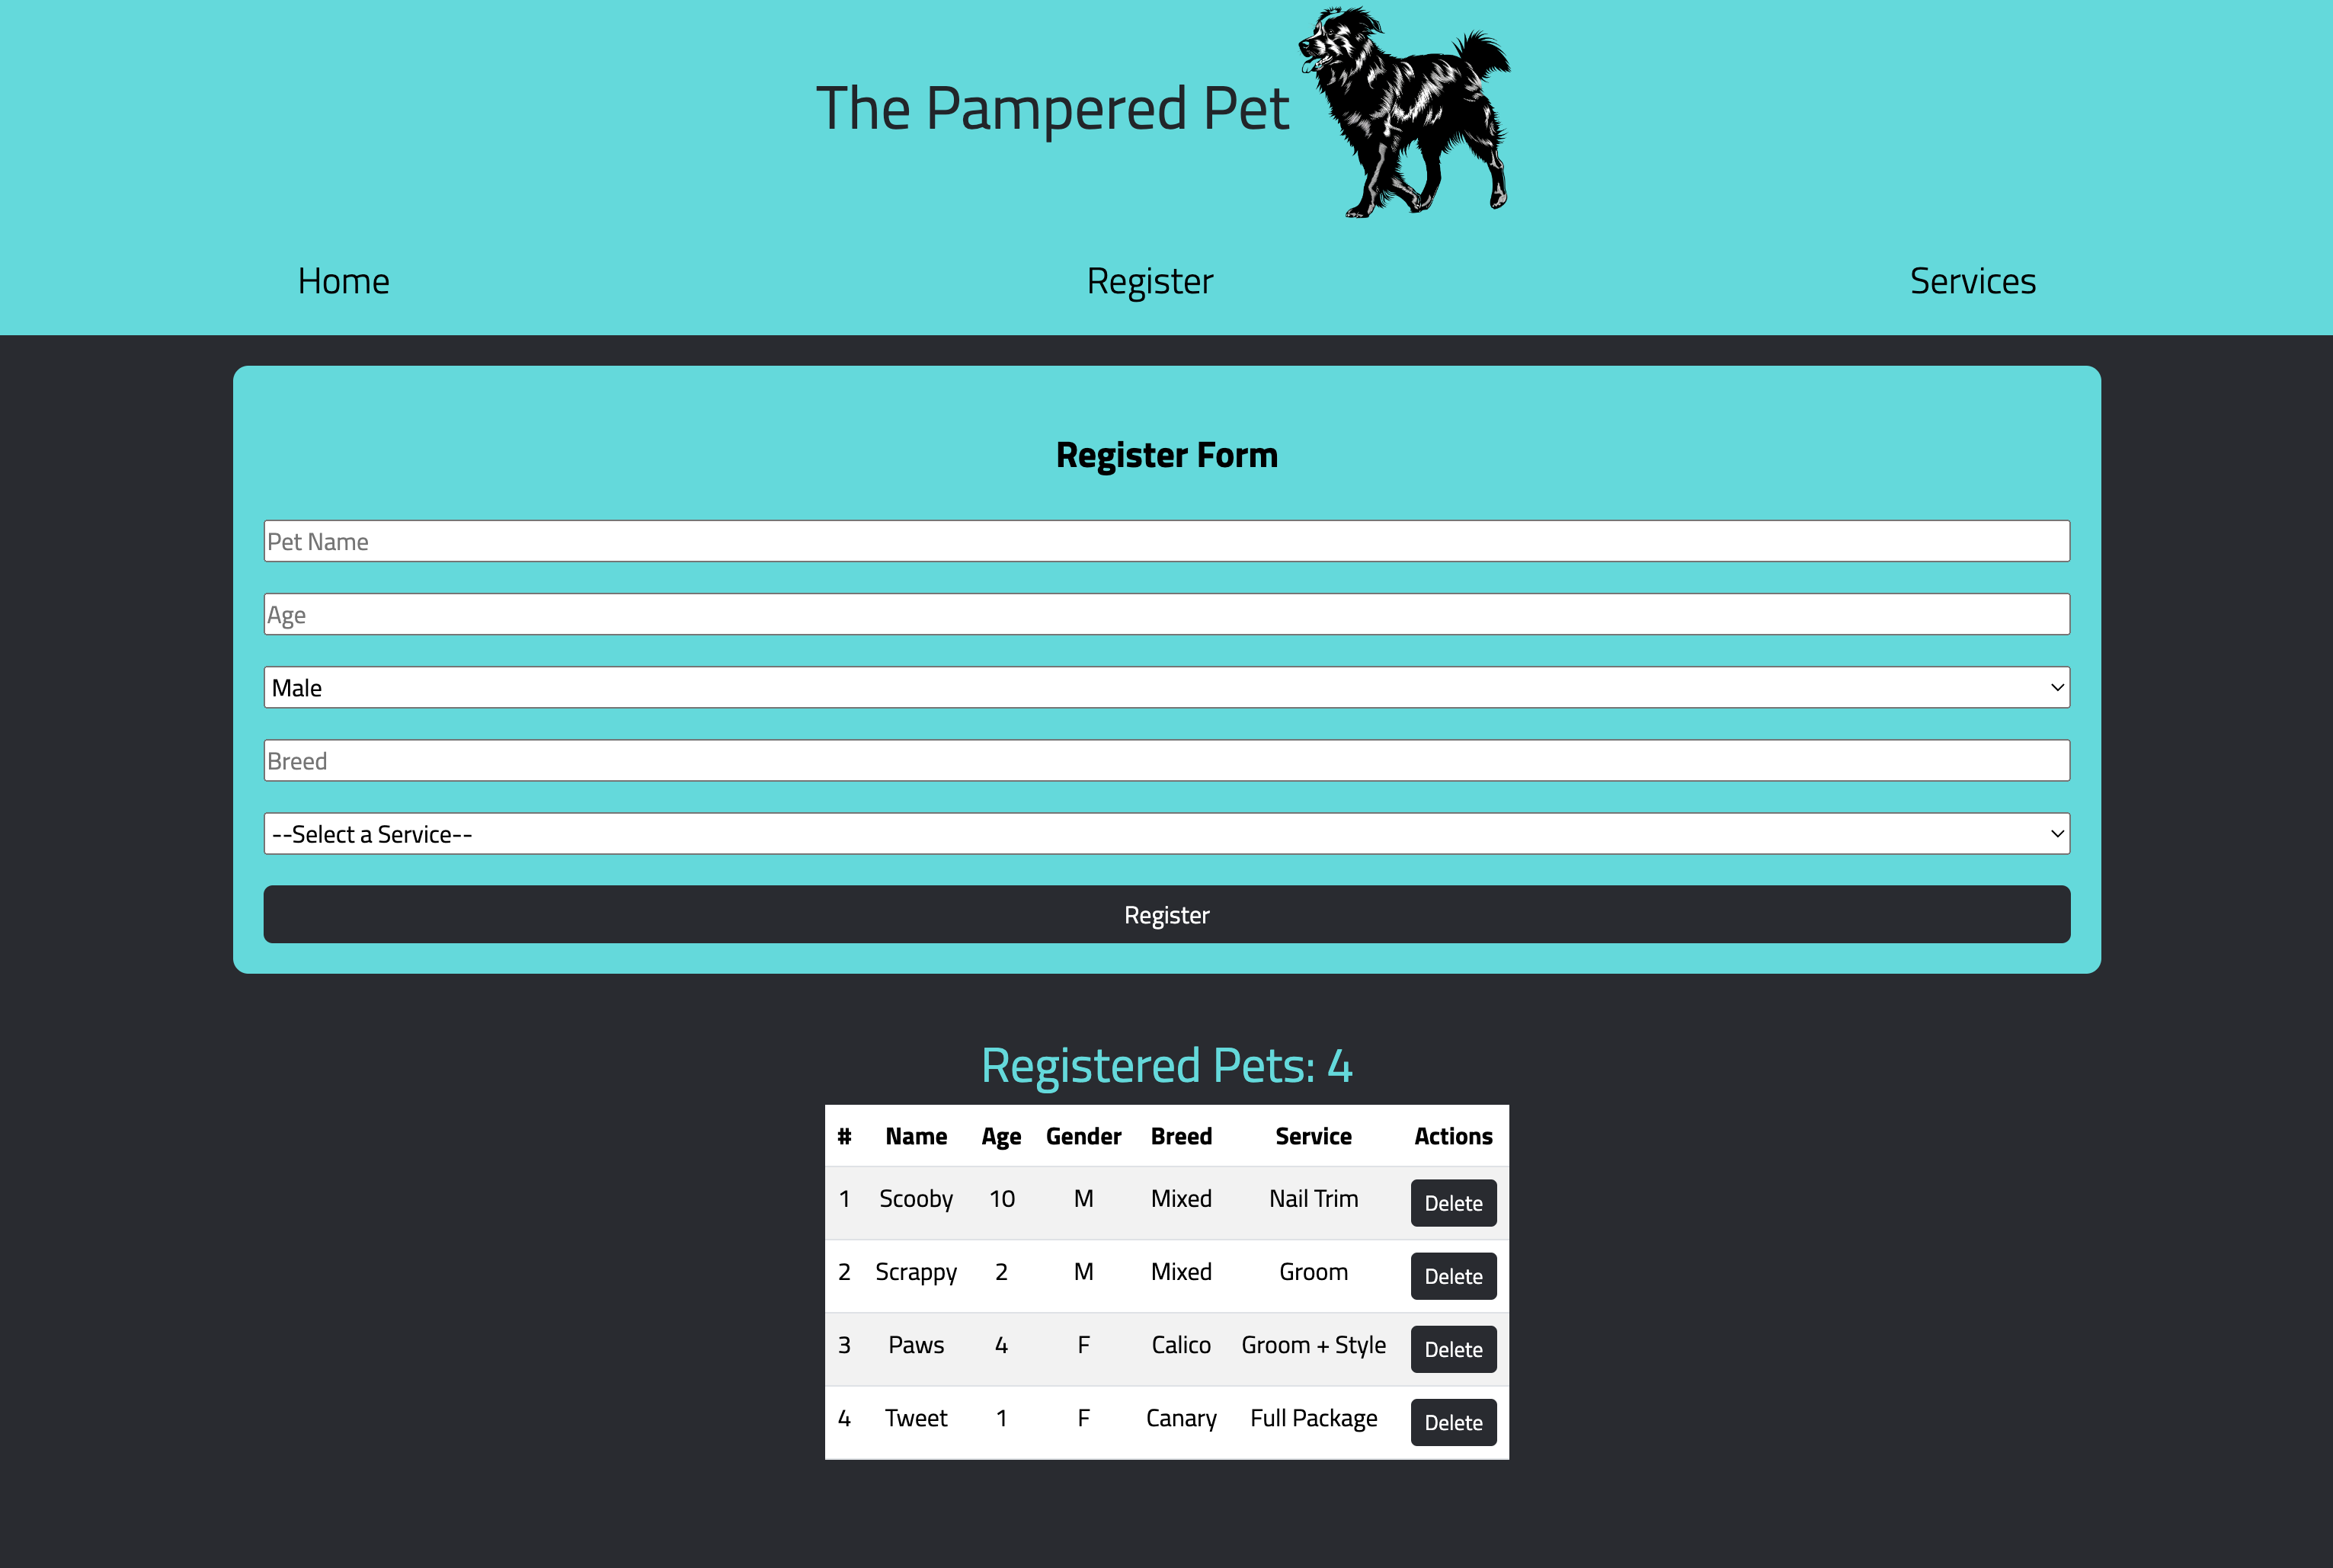 The Pampered Pet
Home Register Services
Register Form
Pet Name
Age
Male
Breed
--Select a Service--
Register
Registered Pets: 4
# Name Age Gender Breed Service Actions
1 Scooby 10 M Mixed Nail Trim Delete
2 Scrappy 2 M Mixed Groom Delete
3 Paws 4 F Calico Groom + Style Delete
4 Tweet 1 F Canary Full Package Delete